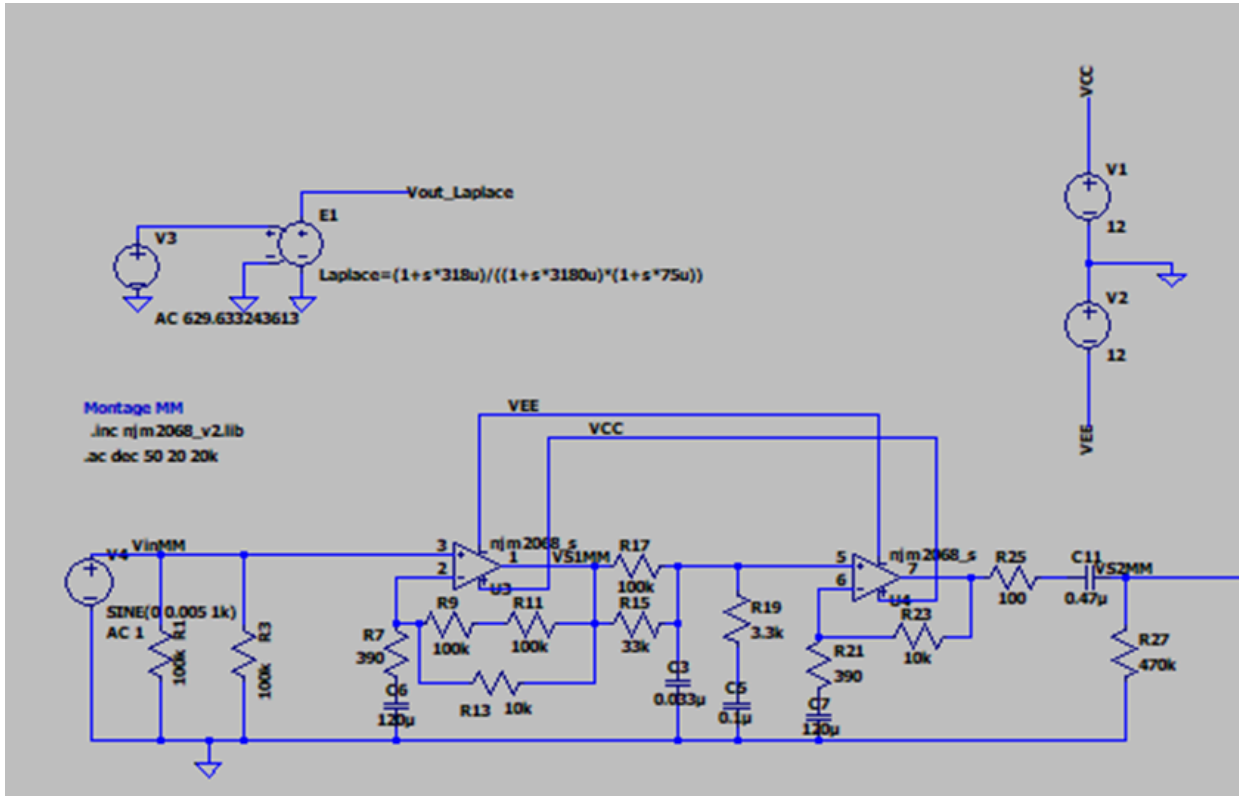 VCC
V1
12
V2
12
VEE
Vout_Laplace
E1
V3
Laplace=(1+s*318u)/((1+s*3180u)*(1+s*75u))
AC 629.633243613
Montage MM
.inc njm2068_v2.lib
.ac dec 50 20 20k
VEE
VCC
V4
VinMM
SINE(0 0.005 1k)
AC 1
R1
100k
R3
100k
3
2
njm2068_s
1
U3
VS1MM
R17
100k
R9
100k
R11
100k
R15
33k
R7
390
C6
120µ
R13
10k
C3
0.033µ
R19
3.3k
C5
0.1µ
5
6
njm2068_s
7
U4
R23
10k
R21
390
C7
120µ
R25
100
C11
0.47µ
VS2MM
R27
470k